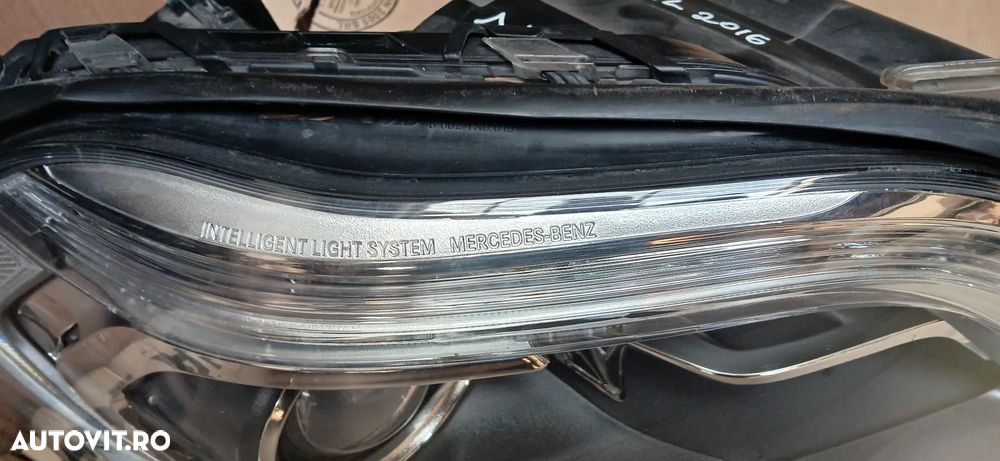 L 2016
INTELLIGENT LIGHT SYSTEM MERCEDES-BENZ
AUTOVIT.RO